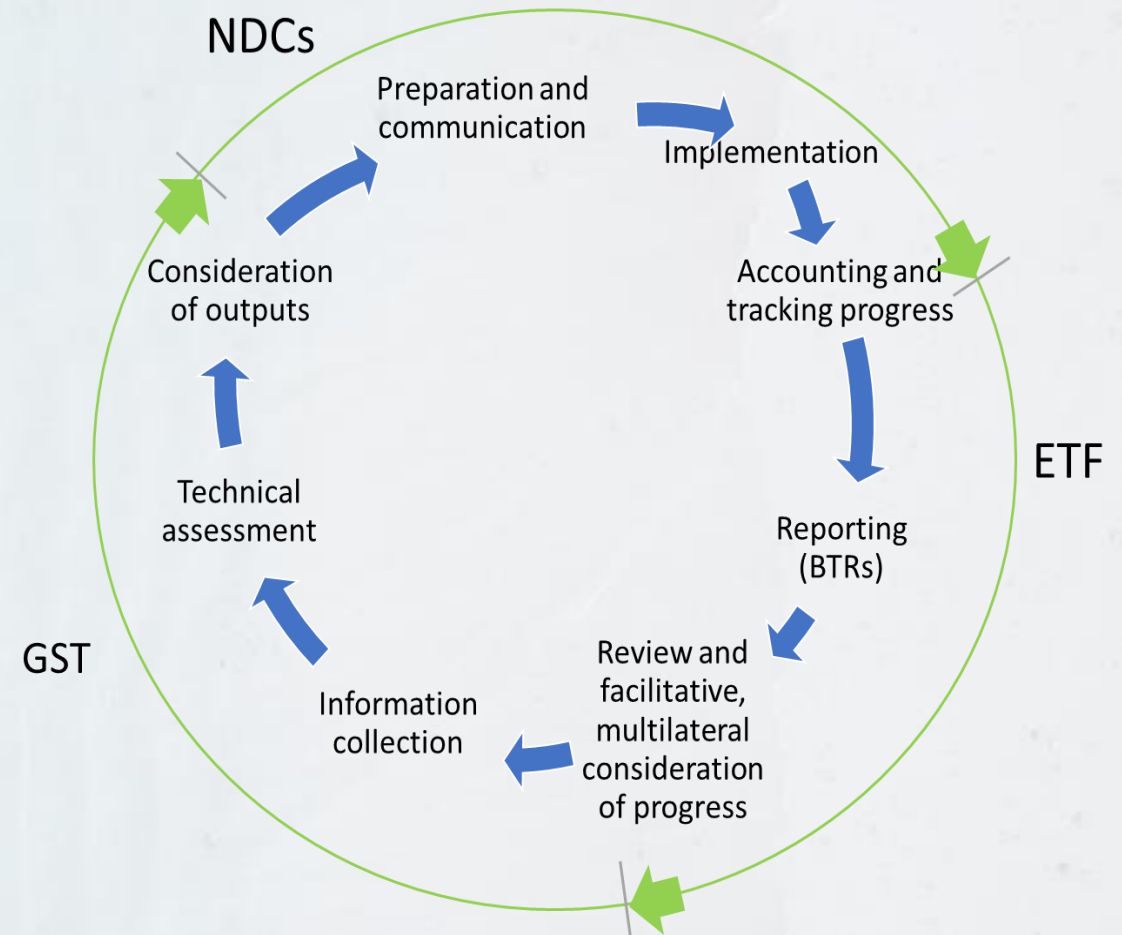 NDCs
Preparation and
communication
Implementation
Accounting and
tracking progress
ETF
Reporting
(BTRs)
Review and
facilitative,
multilateral
consideration
of progress
Information
collection
GST
Technical
assessment
Consideration
of outputs